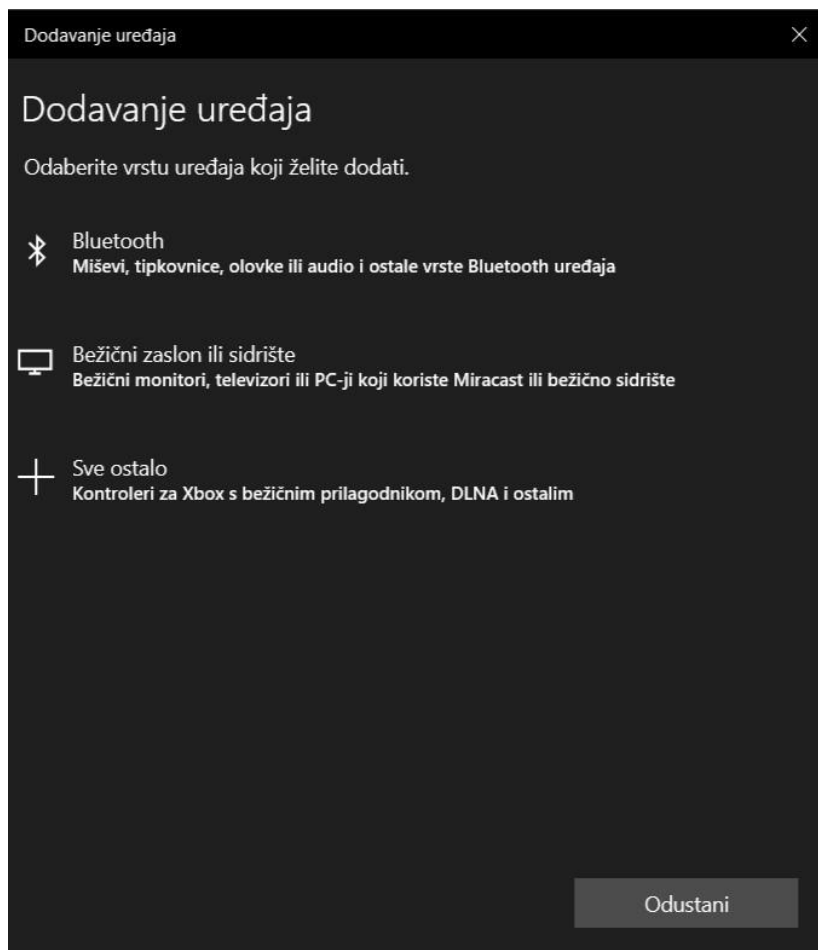 Dodavanje uređaja
Dodavanje uređaja
Odaberite vrstu uređaja koji želite dodati.
Bluetooth
Miševi, tipkovnice, olovke ili audio i ostale vrste Bluetooth uređaja
Bežični zaslon ili sidrište
Bežični monitori, televizori ili PC-ji koji koriste Miracast ili bežično sidrište
Sve ostalo
Kontroleri za Xbox s bežičnim prilagodnikom, DLNA i ostalim
Odustani